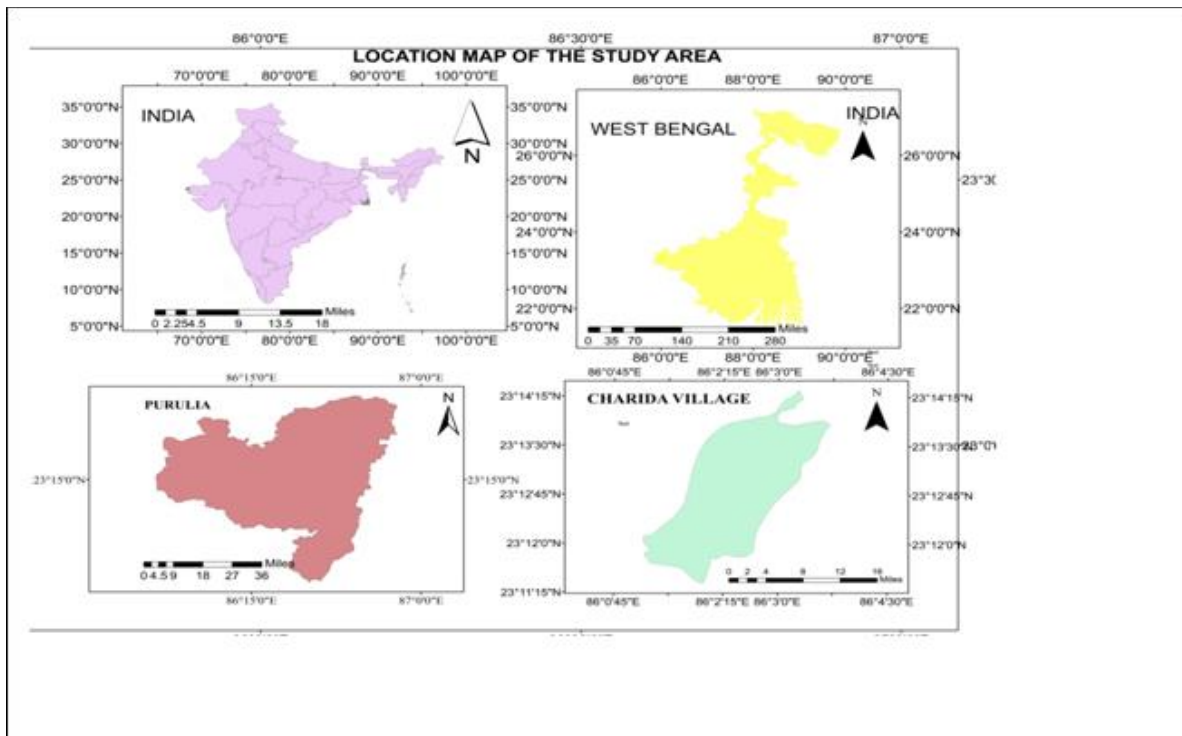 86°0'0"E 86°30'0"E 87°0'0"E
LOCATION MAP OF THE STUDY AREA
70°0'0"E 80°0'0"E 90°0'0"E 100°0'0"E
INDIA
N
35°0'0"N 35°0'0"N
30°0'0"N 30°0'0"N
25°0'0"N 25°0'0"N
20°0'0"N 20°0'0"N
15°0'0"N 15°0'0"N
10°0'0"N 10°0'0"N
5°0'0"N 5°0'0"N
Miles
0 2.254.5 9 13.5 18
70°0'0"E 80°0'0"E 90°0'0"E 100°0'0"E
86°0'0"E 88°0'0"E 90°0'0"E
WEST BENGAL
INDIA
N
26°0'0"N 26°0'0"N
24°0'0"N 24°0'0"N
22°0'0"N 22°0'0"N
Miles
0 35 70 140 210 280
86°0'0"E 88°0'0"E 90°0'0"E
23°30
86°15'0"E 87°0'0"E
PURULIA
N
23°15'0"N 23°15'0"N
Miles
0 4.5 9 18 27 36
86°15'0"E 87°0'0"E
86°0'45"E 86°2'15"E 86°3'0"E 86°4'30"E
CHARIDA VILLAGE
N
23°14'15"N 23°14'15"N
23°13'30"N 23°13'30"N
23°12'45"N 23°12'45"N
23°12'0"N 23°12'0"N
23°11'15"N
0 2 4 8 12 16
Miles
86°0'45"E 86°2'15"E 86°3'0"E 86°4'30"E